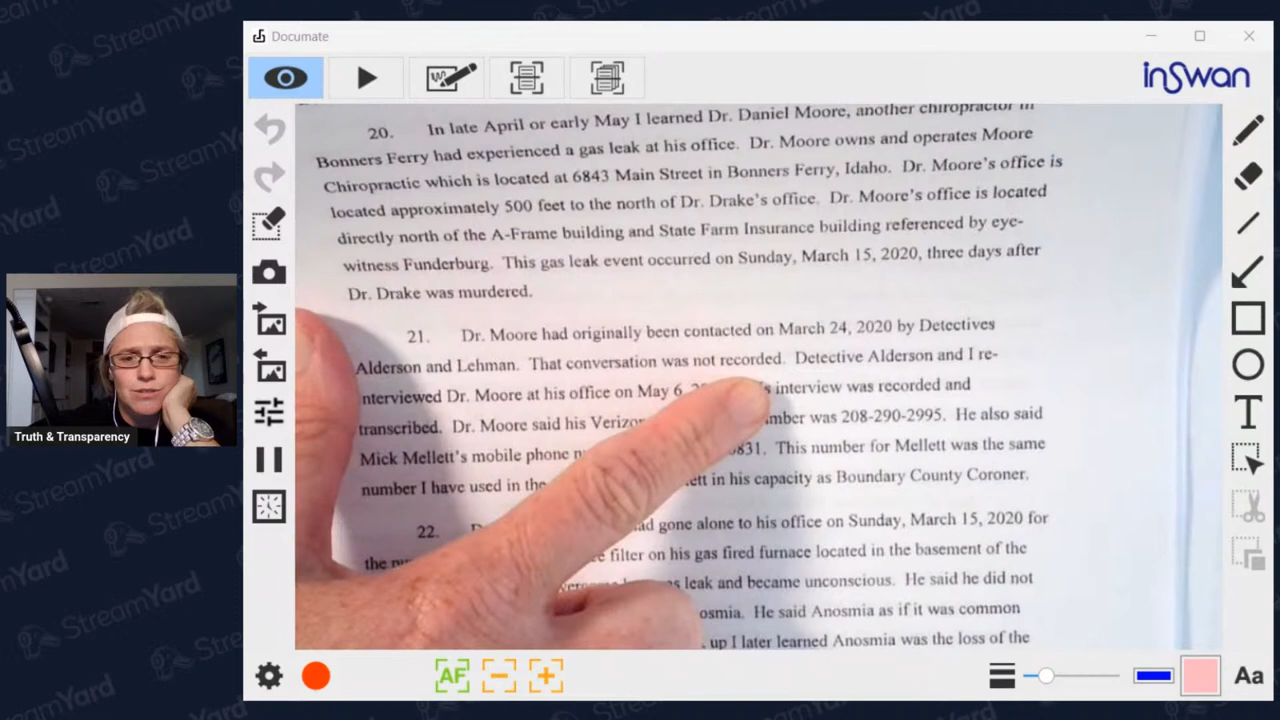 StreamYard
Documate
inSwan
20. In late April or early May I learned Dr. Daniel Moore, another chiropractor in
Bonners Ferry had experienced a gas leak at his office. Dr. Moore owns and operates Moore
Chiropractic which is located at 6843 Main Street in Bonners Ferry, Idaho. Dr. Moore's office is
located approximately 500 feet to the north of Dr. Drake's office. Dr. Moore's office is located
directly north of the A-Frame building and State Farm Insurance building referenced by eye-
witness Funderburg. This gas leak event occurred on Sunday, March 15, 2020, three days after
Dr. Drake was murdered.
21. Dr. Moore had originally been contacted on March 24, 2020 by Detectives
Alderson and Lehman. That conversation was not recorded. Detective Alderson and I re-
nterviewed Dr. Moore at his office on May 6, interview was recorded and
transcribed. Dr. Moore said his was 208-290-2995. He also said
Mick Mellett's mobile phone 831. This number for Mellett was the same
number I have used in the in his capacity as Boundary County Coroner.
22. gone alone to his office on Sunday, March 15, 2020 for
the filter on his gas fired furnace located in the basement of the
leak and became unconscious. He said he did not
He said Anosmia as if it was common
up I later learned Anosmia was the loss of the
Truth & Transparency
AF
T
Aa